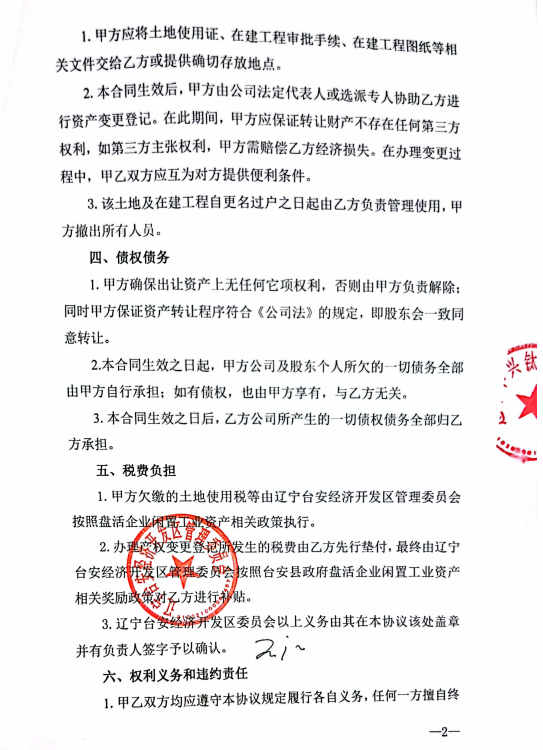 1. 甲方应将土地使用证、在建工程审批手续、在建工程图纸等相
关文件交给乙方或提供确切存放地点。
2. 本合同生效后，甲方由公司法定代表人或选派专人协助乙方进
行资产变更登记。在此期间，甲方应保证转让财产不存在任何第三方
权利，如第三方主张权利，甲方需赔偿乙方经济损失。在办理变更过
程中，甲乙双方应互为对方提供便利条件。
3. 该土地及在建工程自更名过户之日起由乙方负责管理使用，甲
方撤出所有人员。
四、债权债务
1. 甲方确保出让资产上无任何它项权利，否则由甲方负责解除；
同时甲方保证资产转让程序符合《公司法》的规定，即股东会一致同
意转让。
2.本合同生效之日起，甲方公司及股东个人所欠的一切债务全部
由甲方自行承担；如有债权，也由甲方享有，与乙方无关。
3. 本合同生效之日后，乙方公司所产生的一切债权债务全部归乙
方承担。
五、税费负担
1. 甲方欠缴的土地使用税等由辽宁台安经济开发区管理委员会
按照盘活企业闲置工业资产相关政策执行。
2. 办理产权变更登记所发生的税费由乙方先行垫付，最终由辽宁
台安经济开发区管理委员会按照台安县政府盘活企业闲置工业资产
相关奖励政策对乙方进行补贴。
3. 辽宁台安经济开发区委员会以上义务由其在本协议该处盖章
并有负责人签字予以确认。
六、权利义务和违约责任
1. 甲乙双方均应遵守本协议规定履行各自义务，任何一方擅自终
—2—
辽宁台安经济开发区管理委员会
兴钛